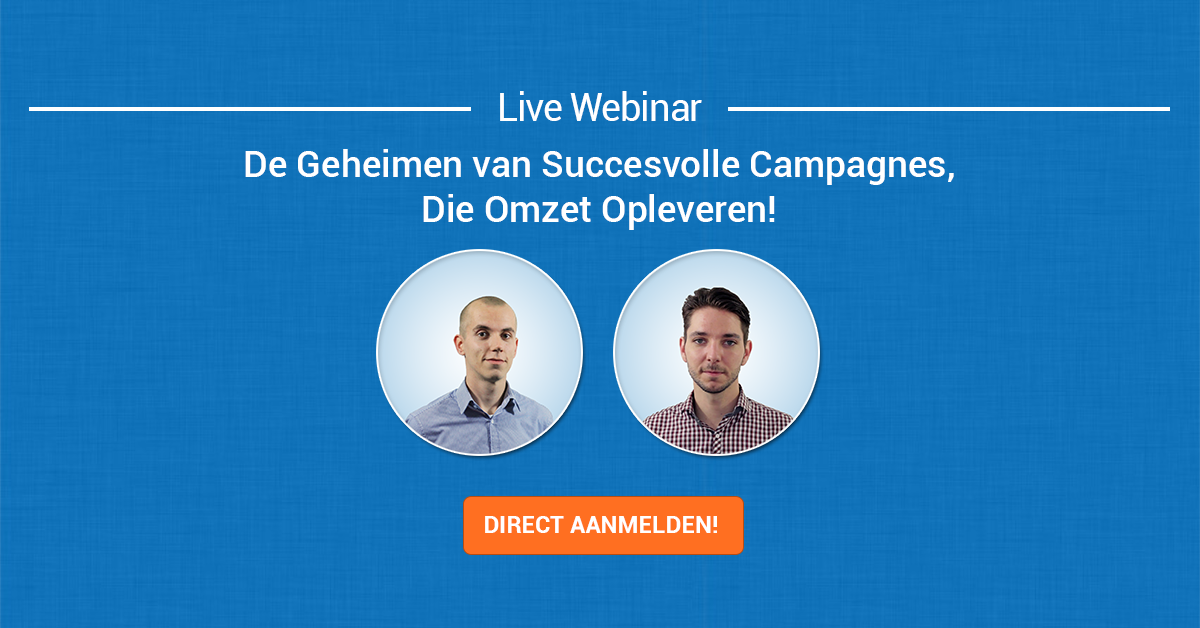 Live Webinar
De Geheimen van Succesvolle Campagnes,
Die Omzet Opleveren!
DIRECT AANMELDEN!